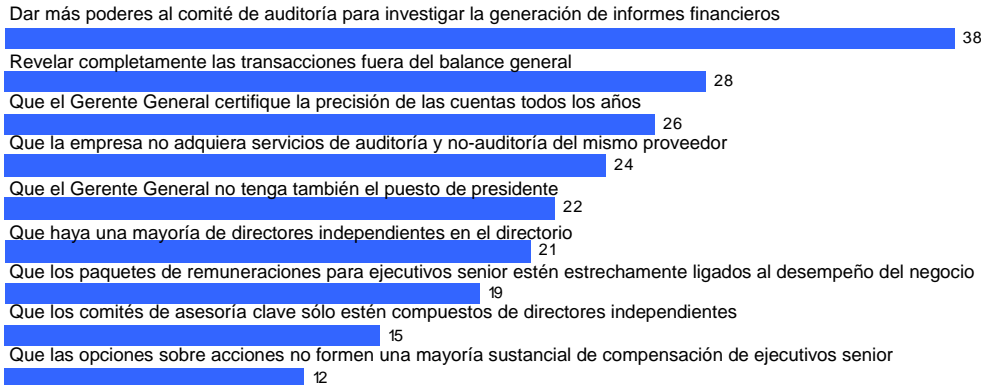 Dar más poderes al comité de auditoría para investigar la generación de informes financieros
38
Revelar completamente las transacciones fuera del balance general
28
Que el Gerente General certifique la precisión de las cuentas todos los años
26
Que la empresa no adquiera servicios de auditoría y no-auditoría del mismo proveedor
24
Que el Gerente General no tenga también el puesto de presidente
22
Que haya una mayoría de directores independientes en el directorio
21
Que los paquetes de remuneraciones para ejecutivos senior estén estrechamente ligados al desempeño del negocio
19
Que los comités de asesoría clave sólo estén compuestos de directores independientes
15
Que las opciones sobre acciones no formen una mayoría sustancial de compensación de ejecutivos senior
12